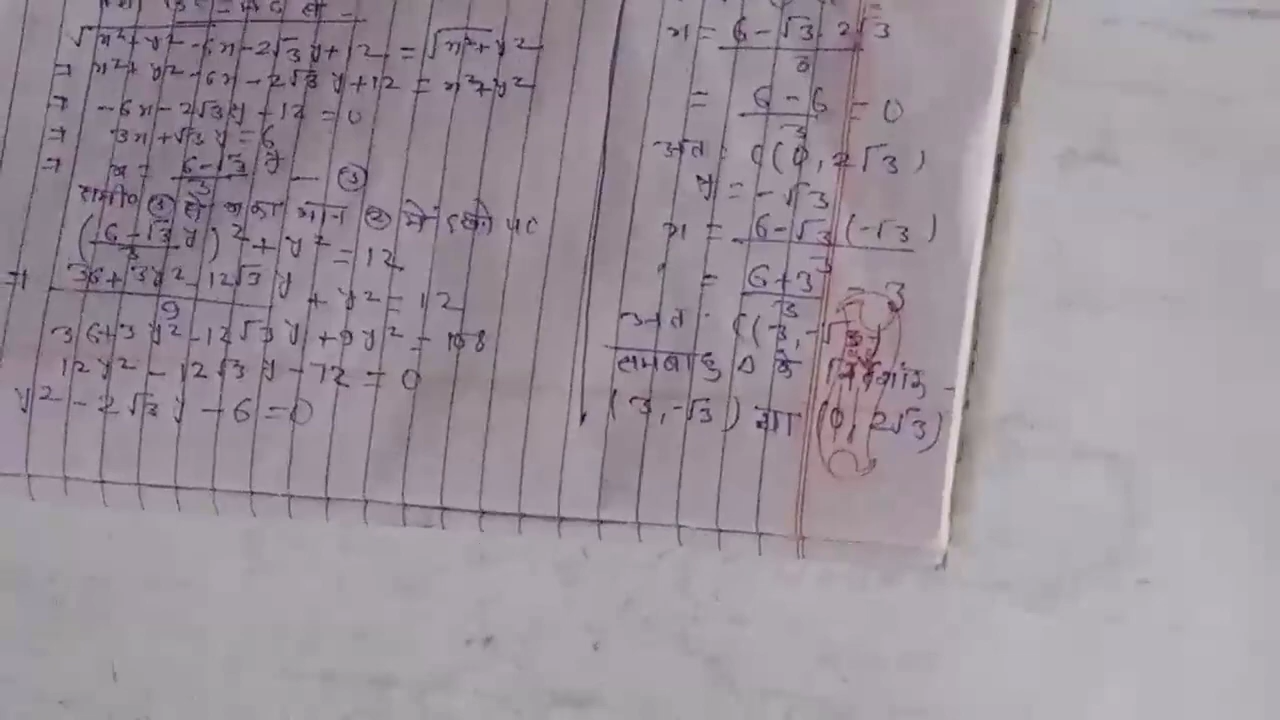 √x²+y²-6x-2√3y+12 = √x²+y²
= x²+y²-6x-2√3y+12 = x²+y²
= -6x-2√3y+12 = 0
= 3x+√3y=6
= x = (6-√3 y)/3 — ③
समी० ③ से x का मान ② में रखने पर
((6-√3y)/3)² + y² = 12
= (36+3y²-12√3y)/9 + y² = 12
36+3y²-12√3y+9y² = 108
12y²-12√3y-72=0
y²-2√3y-6=0
x = (6-√3.2√3)/3
= (6-6)/3 = 0
अतः C(0, 2√3)
y = -√3
x = (6-√3(-√3))/3
= (6+3)/3 = 3
अतः C(3, -√3)
समबाहु Δ के
(3, -√3) या (0, 2√3)